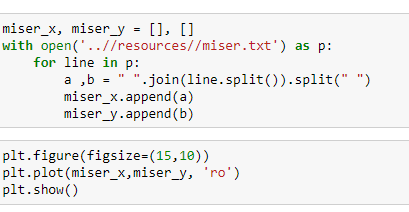 miser_x, miser_y = [], []
with open('..//resources//miser.txt') as p:
    for line in p:
        a ,b = " ".join(line.split()).split(" ")
        miser_x.append(a)
        miser_y.append(b)
plt.figure(figsize=(15,10))
plt.plot(miser_x,miser_y, 'ro')
plt.show()